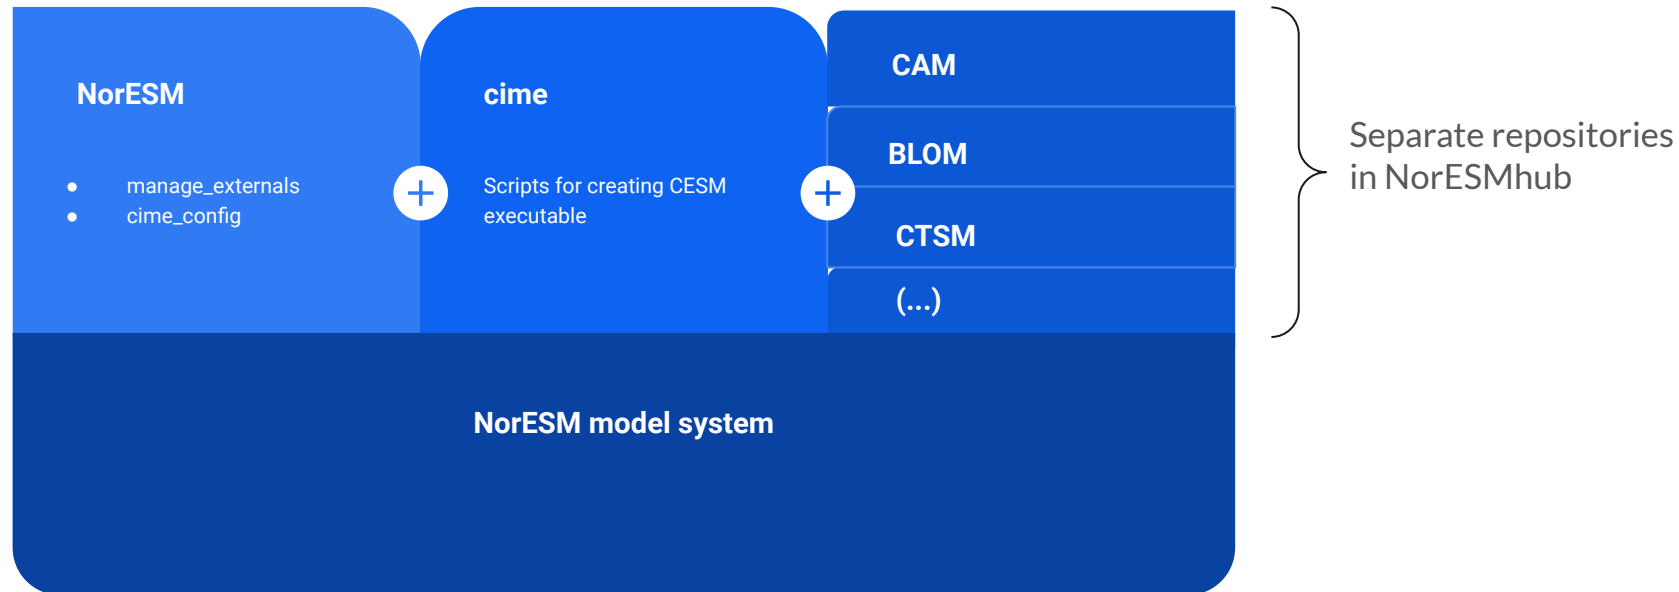 NorESM
● manage_externals
● cime_config
+
cime
Scripts for creating CESM
executable
+
CAM
BLOM
CTSM
(...)
Separate repositories
in NorESMhub
NorESM model system